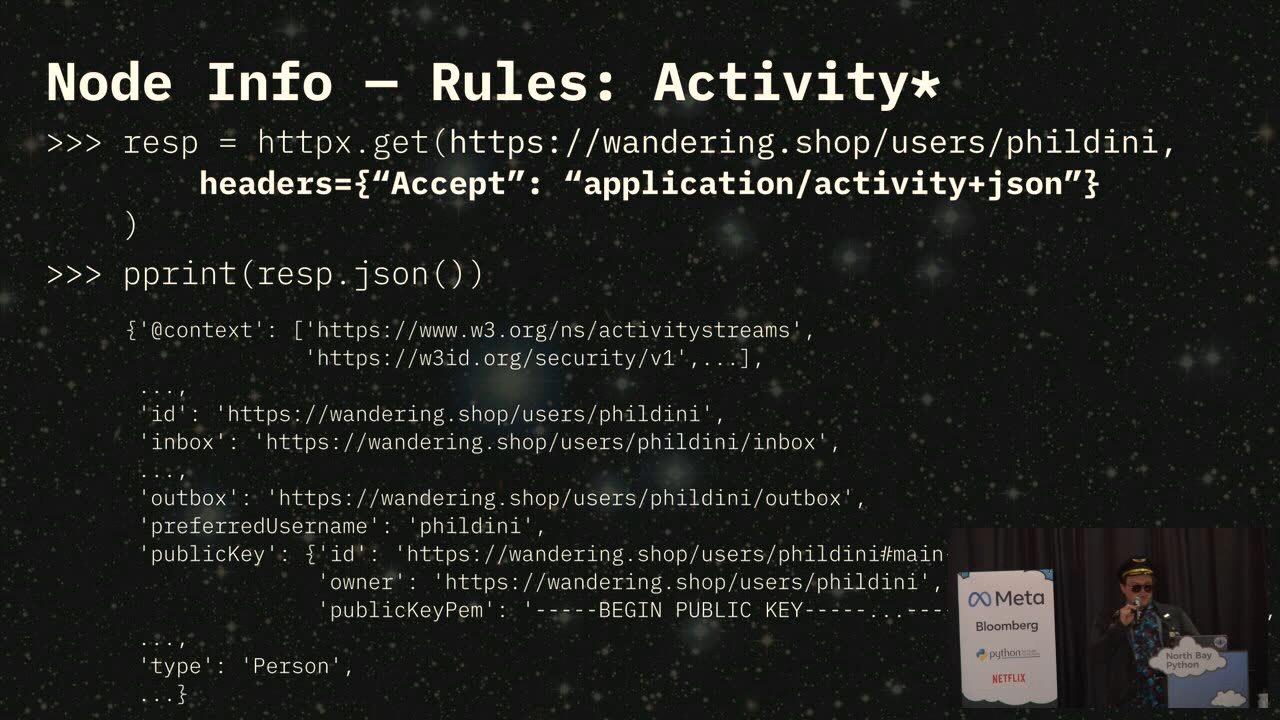 Node Info — Rules: Activity*
>>> resp = httpx.get(https://wandering.shop/users/phildini,
headers={“Accept”: “application/activity+json”}
)
>>> pprint(resp.json())
{'@context': ['https://www.w3.org/ns/activitystreams',
'https://w3id.org/security/v1',...],
...,
'id': 'https://wandering.shop/users/phildini',
'inbox': 'https://wandering.shop/users/phildini/inbox',
...,
'outbox': 'https://wandering.shop/users/phildini/outbox',
'preferredUsername': 'phildini',
'publicKey': {'id': 'https://wandering.shop/users/phildini#main-
'owner': 'https://wandering.shop/users/phildini',
'publicKeyPem': '-----BEGIN PUBLIC KEY-----...----
,
...,
'type': 'Person',
...}
Meta
Bloomberg
python
NETFLIX
North Bay
Python